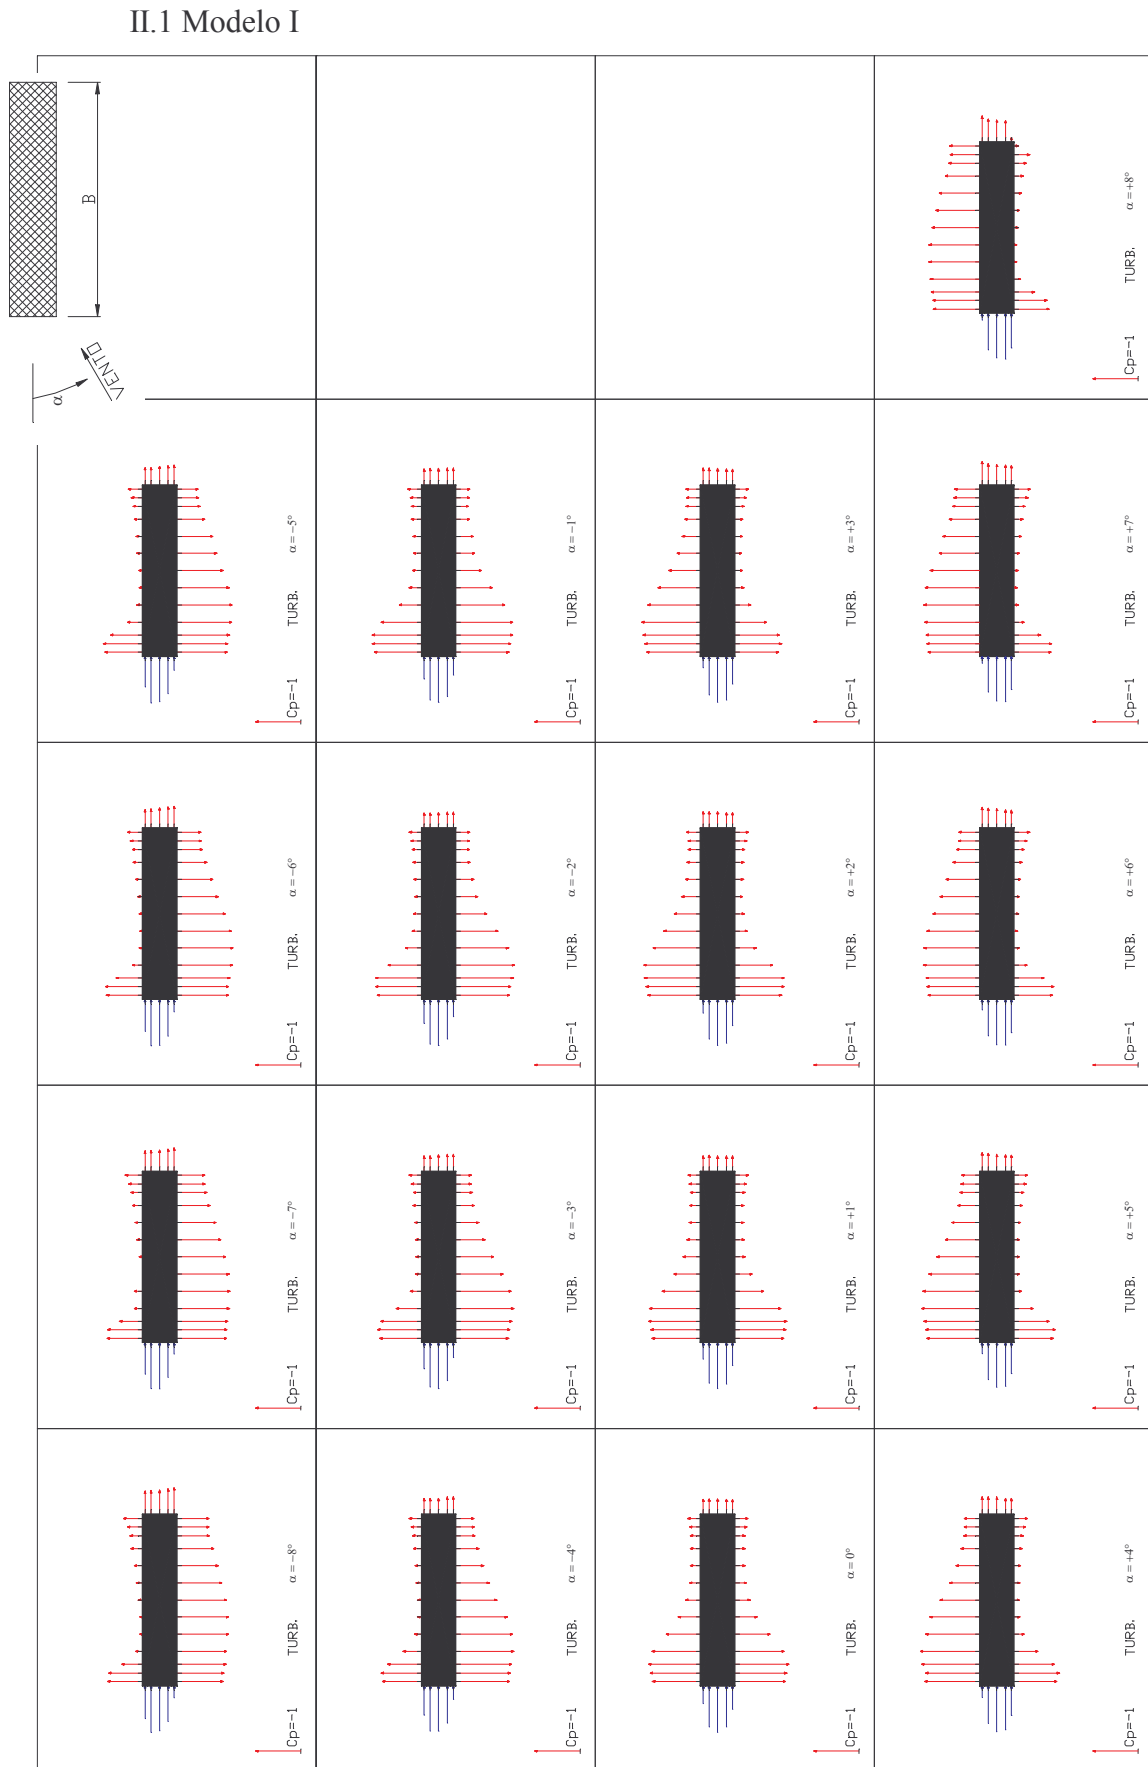 II.1 Modelo I
B
α
VENTO
Cp=-1 TURB. α = +8°
Cp=-1 TURB. α = −5°
Cp=-1 TURB. α = −1°
Cp=-1 TURB. α = +3°
Cp=-1 TURB. α = +7°
Cp=-1 TURB. α = −6°
Cp=-1 TURB. α = −2°
Cp=-1 TURB. α = +2°
Cp=-1 TURB. α = +6°
Cp=-1 TURB. α = −7°
Cp=-1 TURB. α = −3°
Cp=-1 TURB. α = +1°
Cp=-1 TURB. α = +5°
Cp=-1 TURB. α = −8°
Cp=-1 TURB. α = −4°
Cp=-1 TURB. α = 0°
Cp=-1 TURB. α = +4°